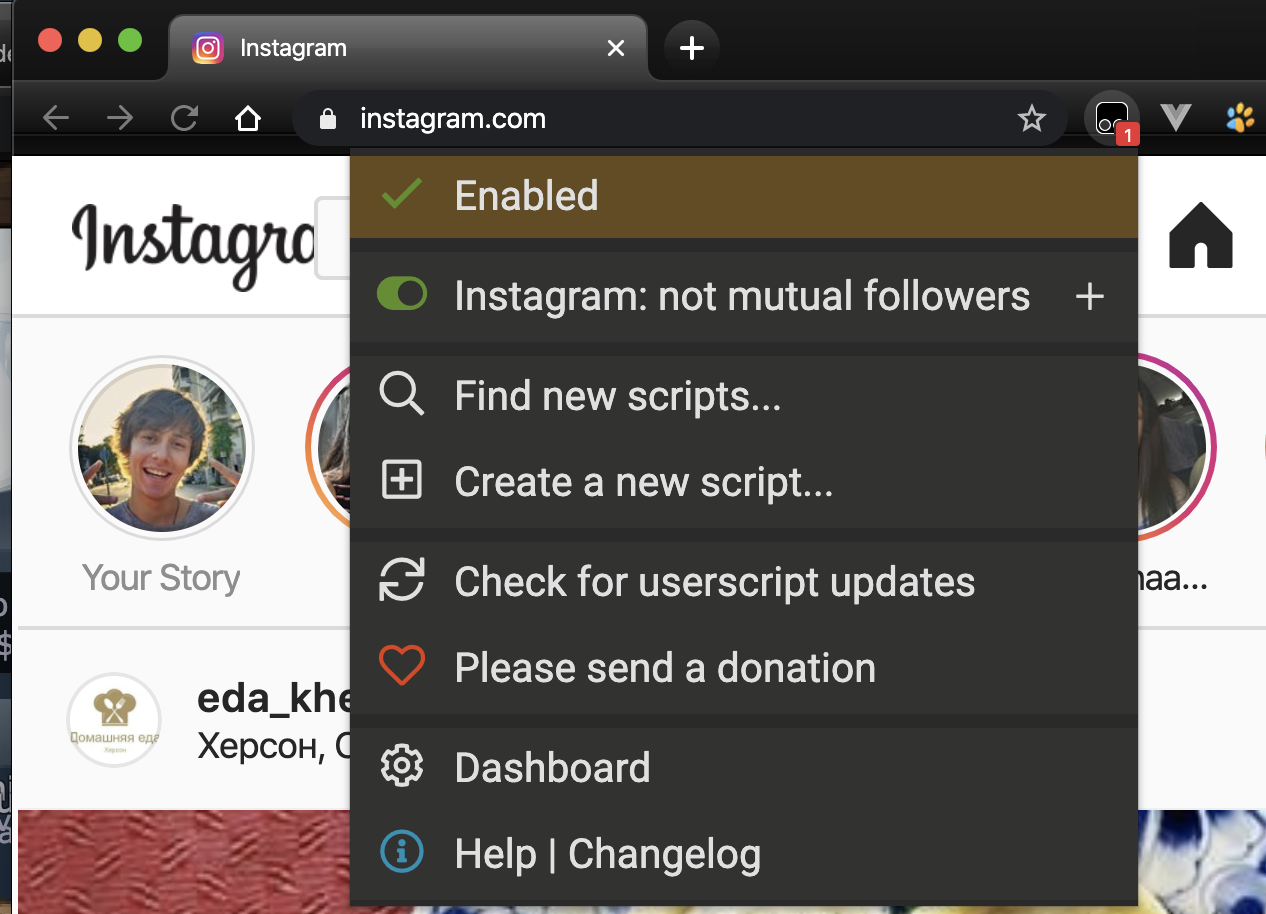 Instagram
instagram.com
1
Instagra
Enabled
Instagram: not mutual followers
Find new scripts...
Create a new script...
Check for userscript updates
Please send a donation
Dashboard
Help | Changelog
Your Story
naa...
eda_khe
Херсон, С
Домашняя еда
Херсон